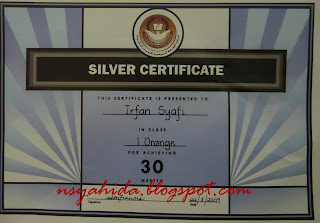 SILVER CERTIFICATE
THIS CERTIFICATE IS PRESENTED TO
Irfan Syafi
IN CLASS
1 Orange
FOR ACHIEVING
30
nsyahida.blogspot.com